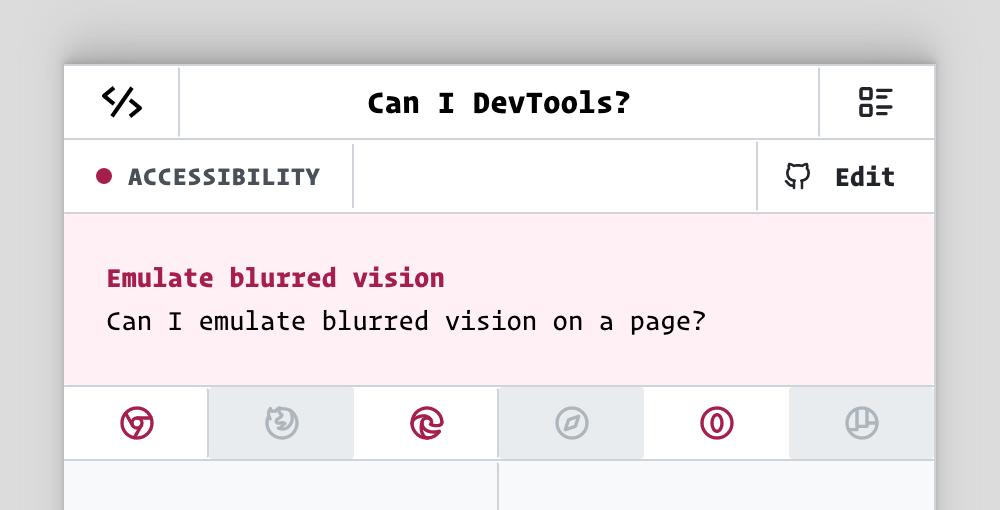 Can I DevTools?
ACCESSIBILITY
Edit
Emulate blurred vision
Can I emulate blurred vision on a page?